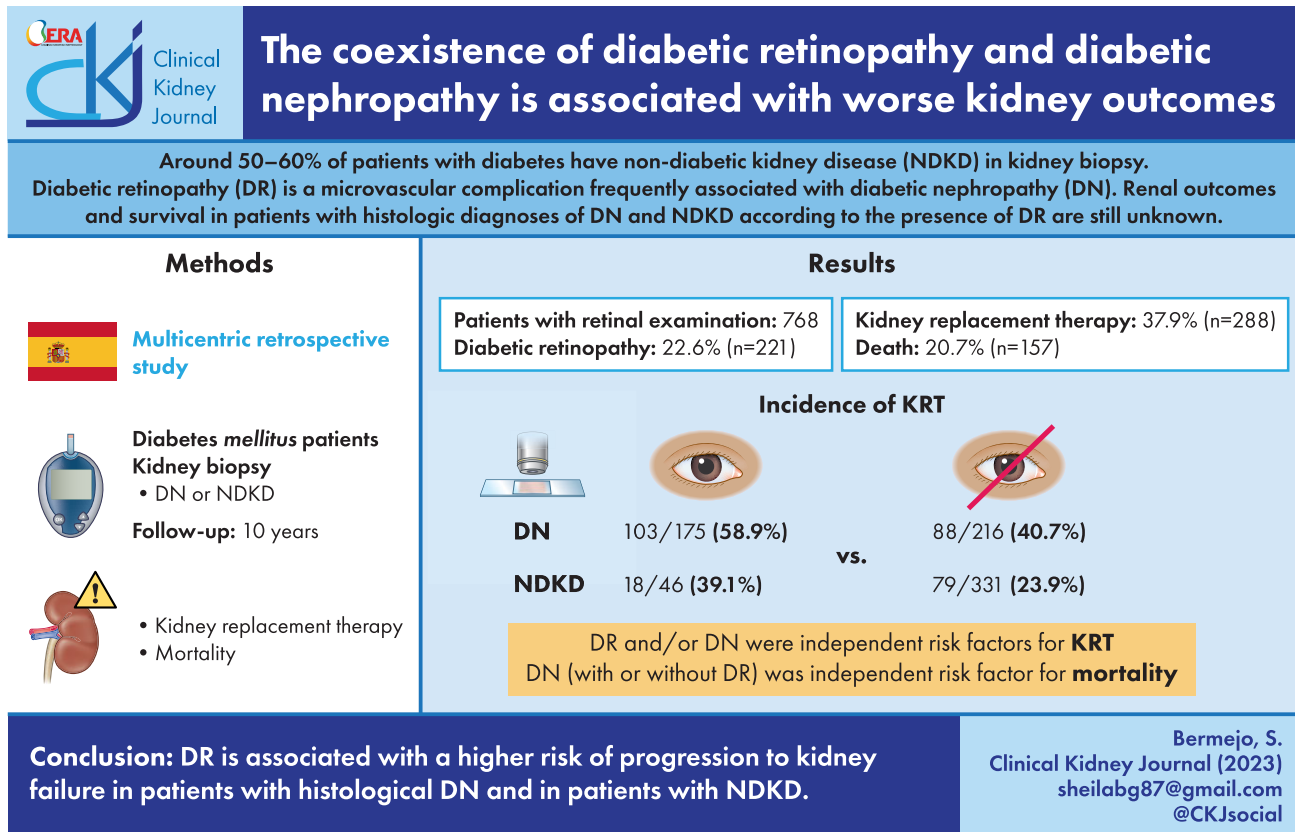 ERA
CKJ
Clinical
Kidney
Journal
The coexistence of diabetic retinopathy and diabetic
nephropathy is associated with worse kidney outcomes
Around 50–60% of patients with diabetes have non-diabetic kidney disease (NDKD) in kidney biopsy.
Diabetic retinopathy (DR) is a microvascular complication frequently associated with diabetic nephropathy (DN). Renal outcomes
and survival in patients with histologic diagnoses of DN and NDKD according to the presence of DR are still unknown.
Methods
Multicentric retrospective
study
Diabetes mellitus patients
Kidney biopsy
• DN or NDKD
Follow-up: 10 years
• Kidney replacement therapy
• Mortality
Results
Patients with retinal examination: 768
Diabetic retinopathy: 22.6% (n=221)
Kidney replacement therapy: 37.9% (n=288)
Death: 20.7% (n=157)
Incidence of KRT
DN 103/175 (58.9%) 88/216 (40.7%)
vs.
NDKD 18/46 (39.1%) 79/331 (23.9%)
DR and/or DN were independent risk factors for KRT
DN (with or without DR) was independent risk factor for mortality
Conclusion: DR is associated with a higher risk of progression to kidney
failure in patients with histological DN and in patients with NDKD.
Bermejo, S.
Clinical Kidney Journal (2023)
sheilabg87@gmail.com
@CKJsocial